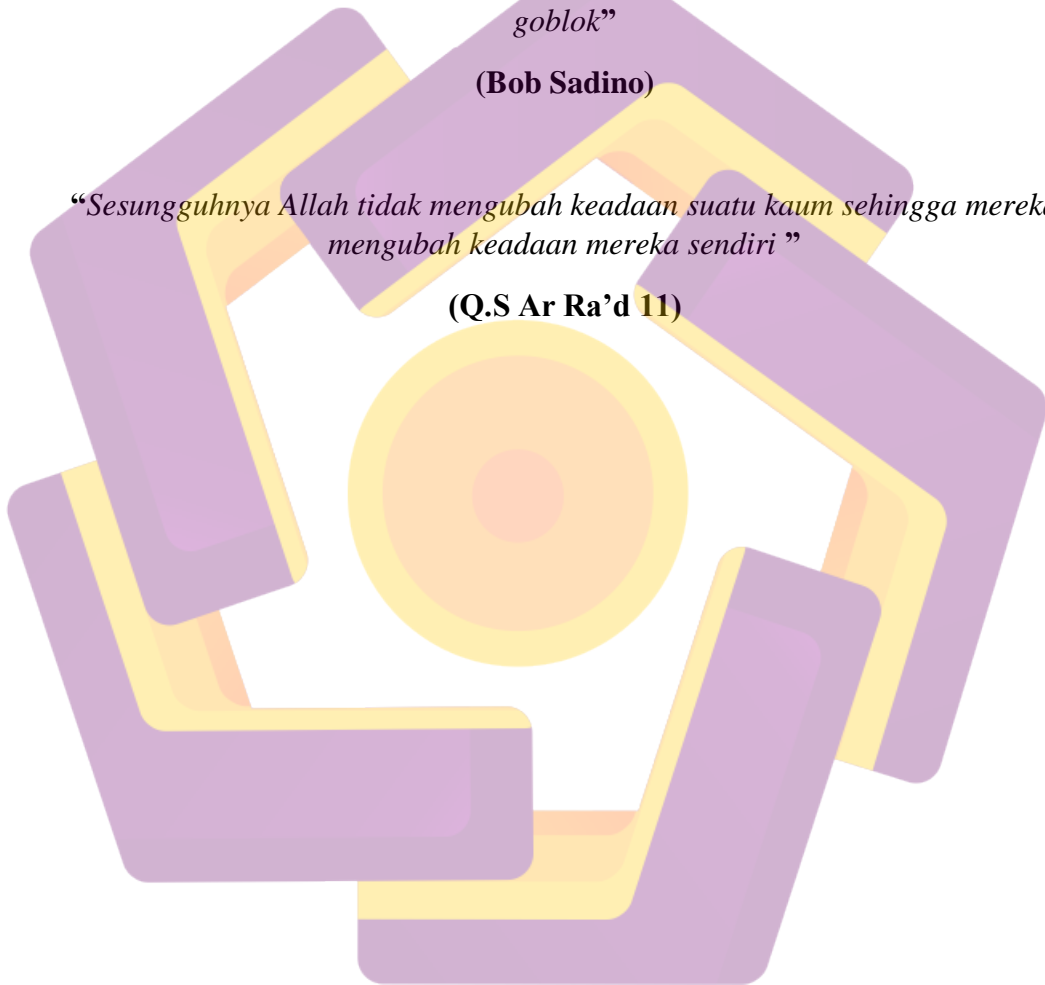 goblok”
(Bob Sadino)
“Sesungguhnya Allah tidak mengubah keadaan suatu kaum sehingga mereka
mengubah keadaan mereka sendiri ”
(Q.S Ar Ra’d 11)